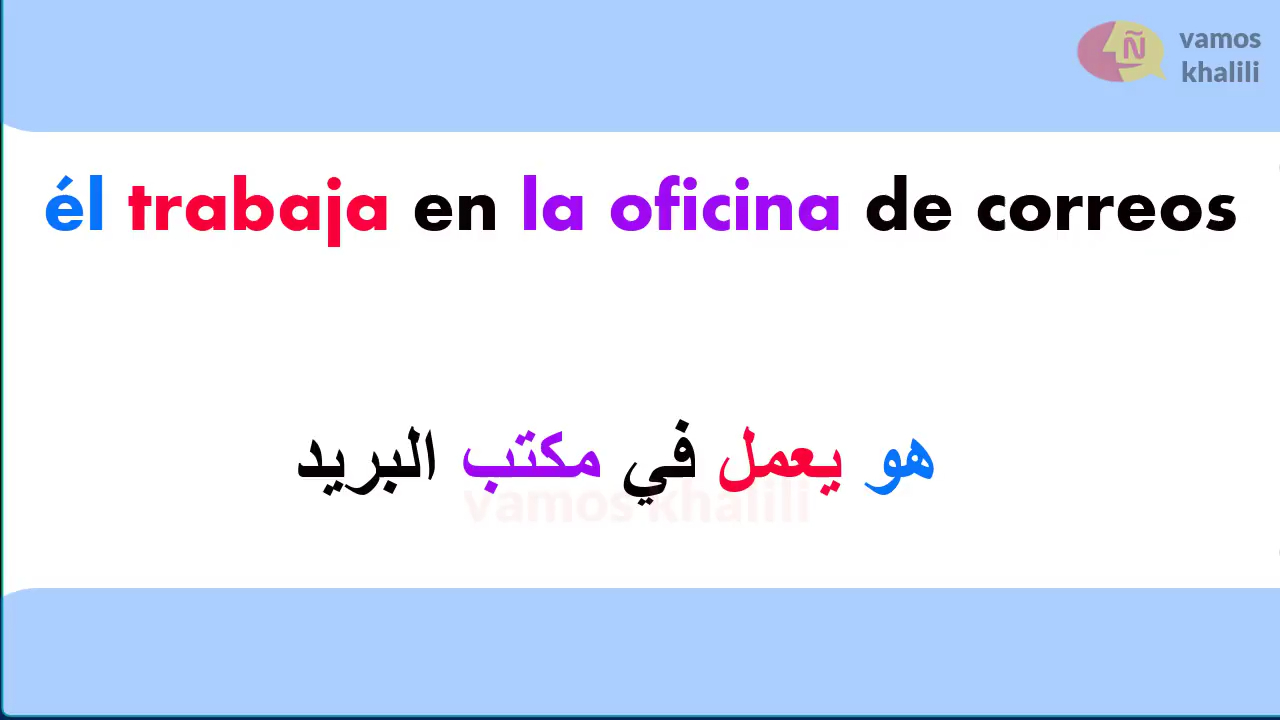 Ñ
vamos
khalili
él trabaja en la oficina de correos
هو يعمل في مكتب البريد
vamos khalili